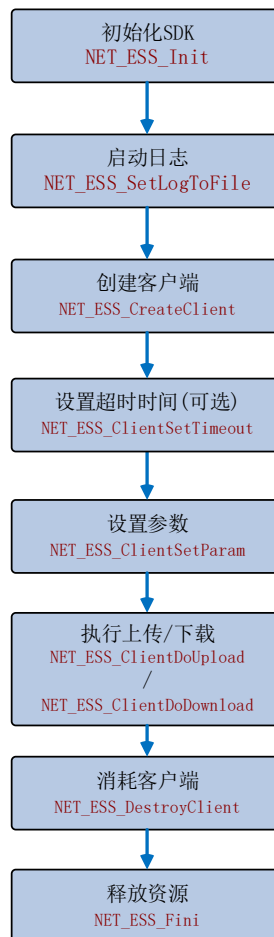 初始化SDK
NET_ESS_Init
启动日志
NET_ESS_SetLogToFile
创建客户端
NET_ESS_CreateClient
设置超时时间(可选)
NET_ESS_ClientSetTimeout
设置参数
NET_ESS_ClientSetParam
执行上传/下载
NET_ESS_ClientDoUpload
/
NET_ESS_ClientDoDownload
消耗客户端
NET_ESS_DestroyClient
释放资源
NET_ESS_Fini